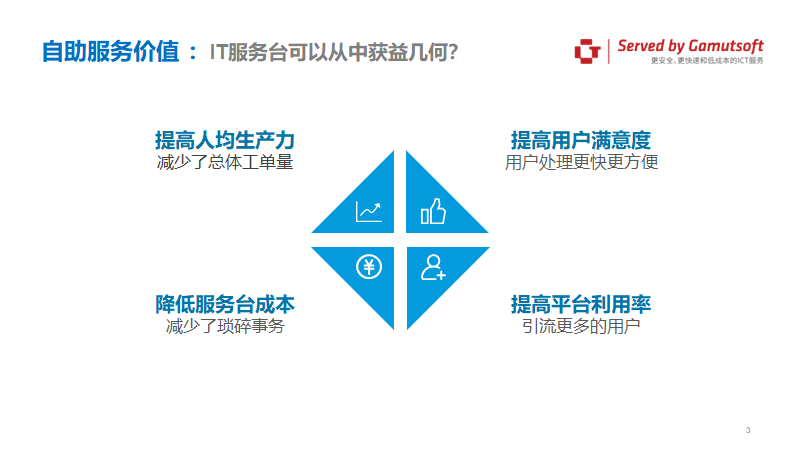 自助服务价值 : IT服务台可以从中获益几何?
Served by Gamutsoft
更安全、更快速和低成本的ICT服务
提高人均生产力
减少了总体工单量
提高用户满意度
用户处理更快更方便
降低服务台成本
减少了琐碎事务
提高平台利用率
引流更多的用户
3